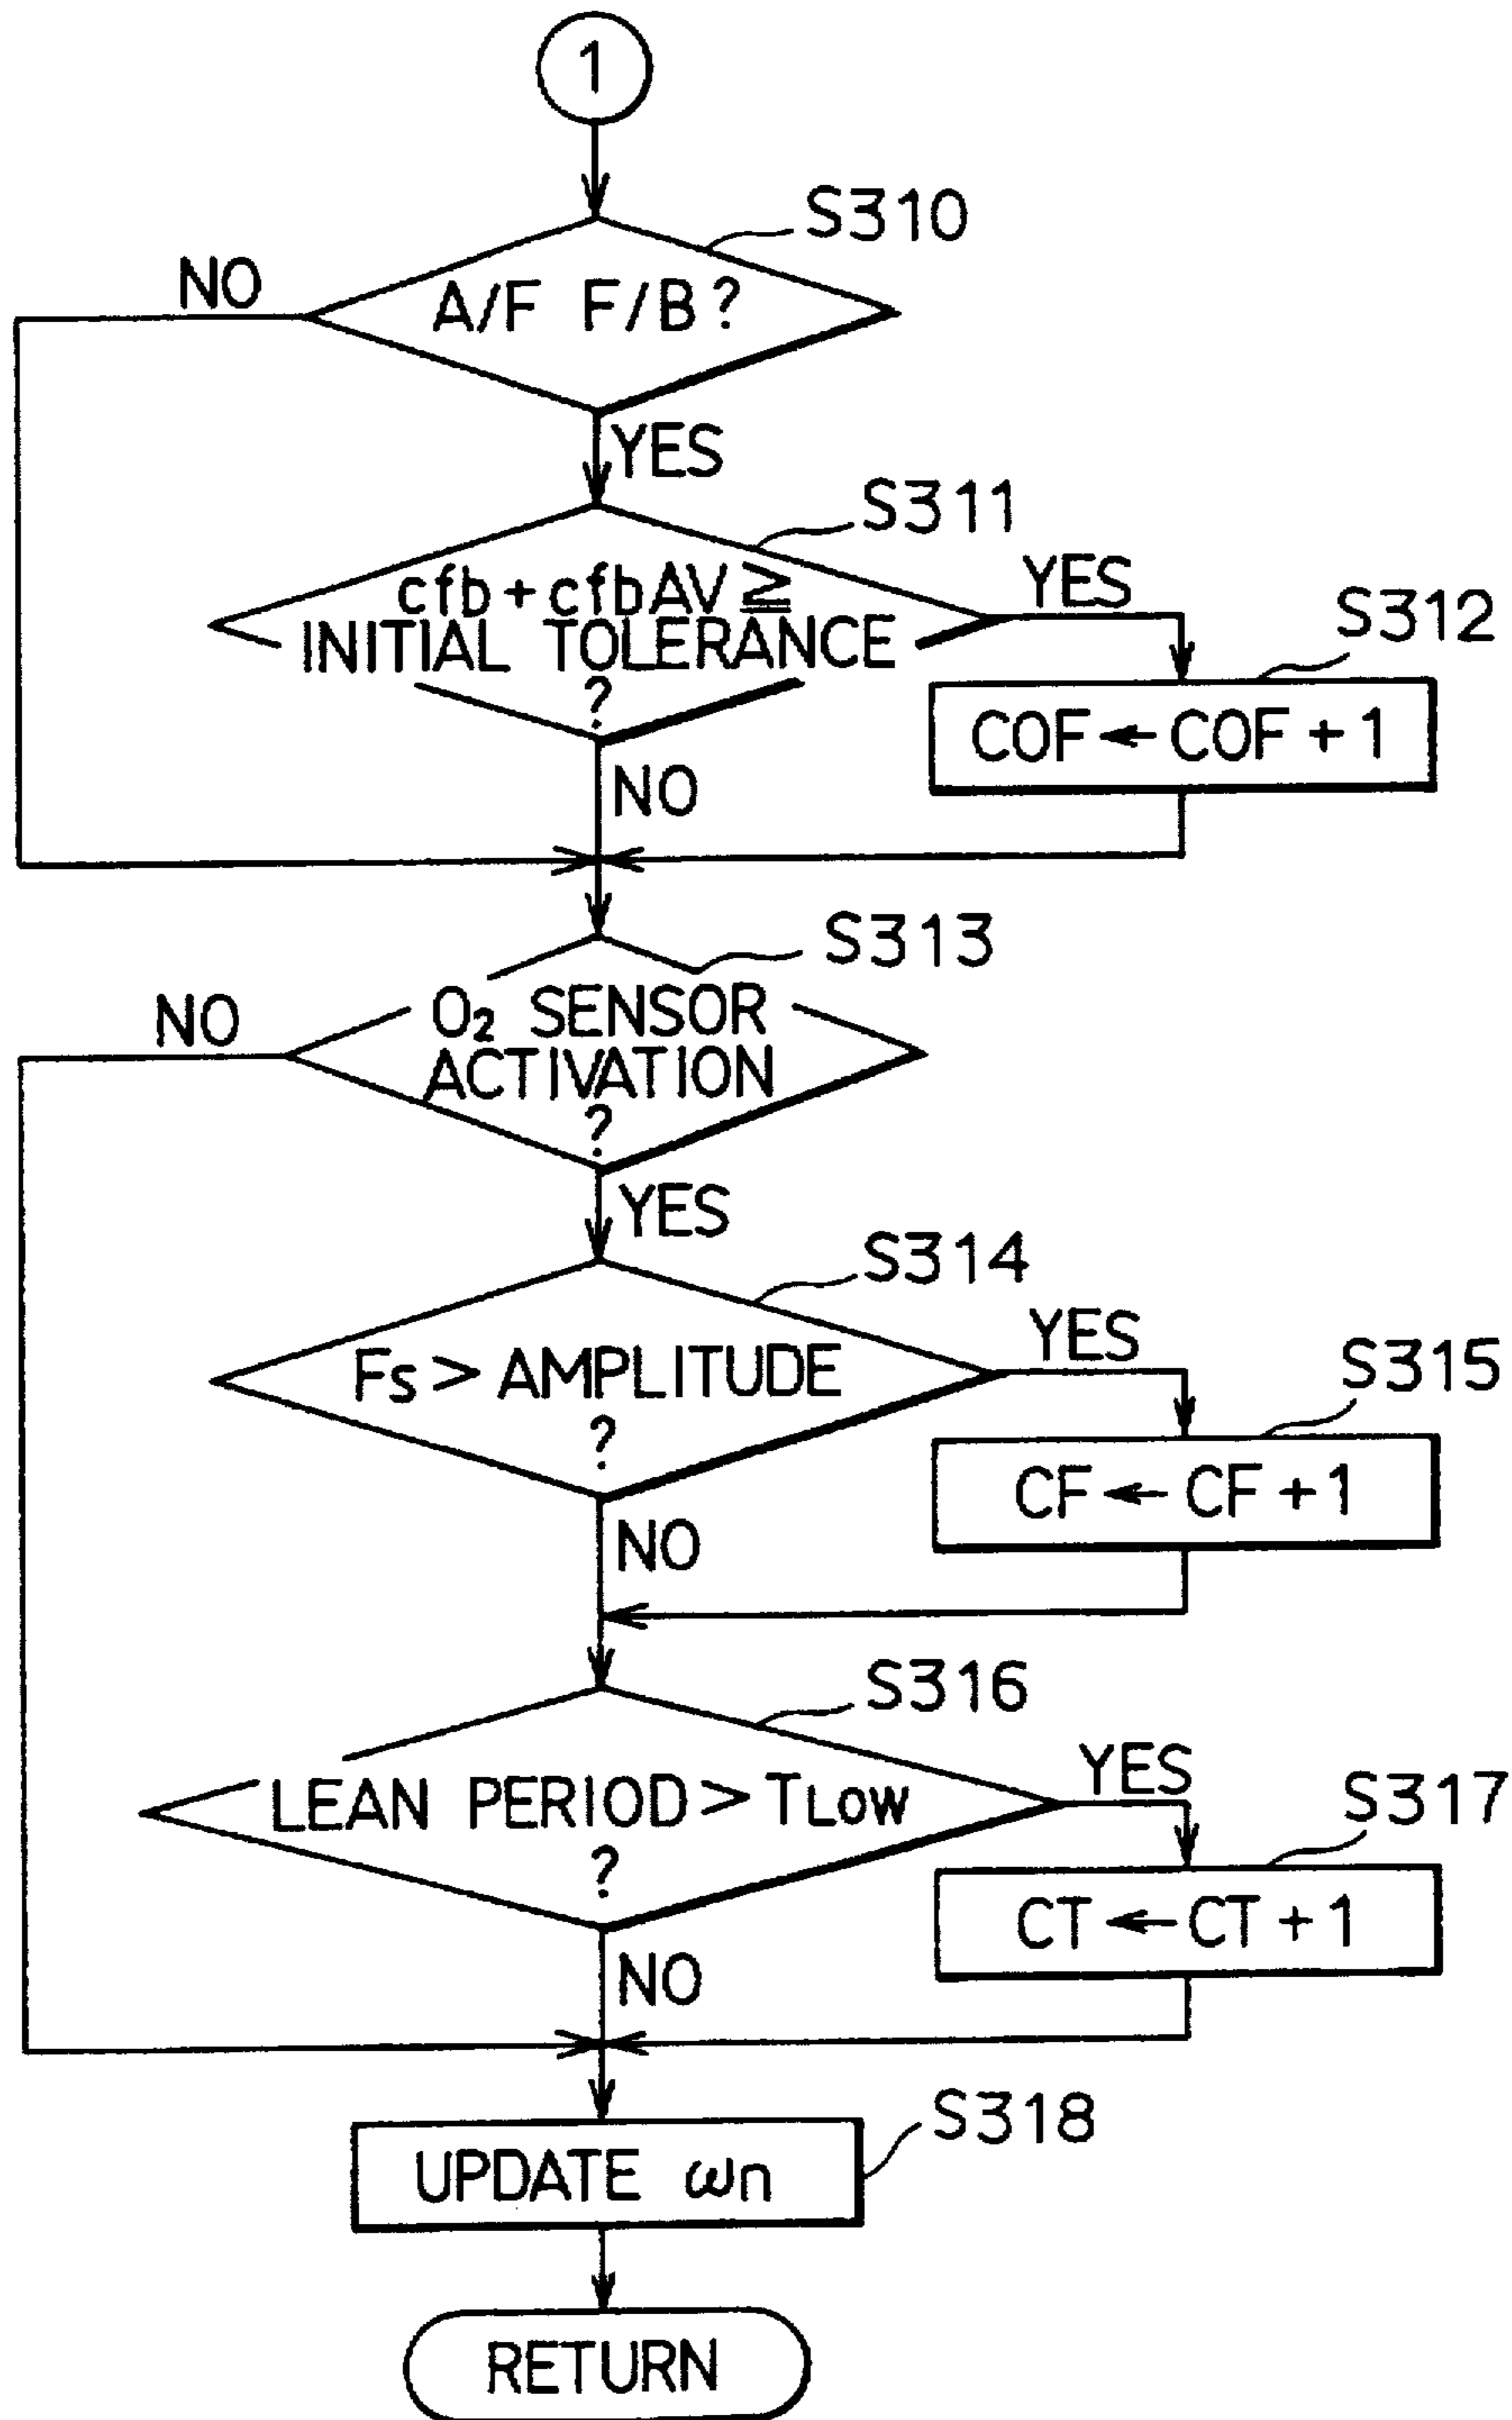 1
S310
NO
A/F F/B?
YES
S311
cfb+cfbAV≧
INITIAL TOLERANCE
?
YES
S312
COF←COF+1
NO
S313
NO
O₂ SENSOR
ACTIVATION
?
YES
S314
Fs>AMPLITUDE
?
YES
S315
CF←CF+1
NO
S316
LEAN PERIOD>TLOW
?
YES
S317
CT←CT+1
NO
S318
UPDATE ωn
RETURN